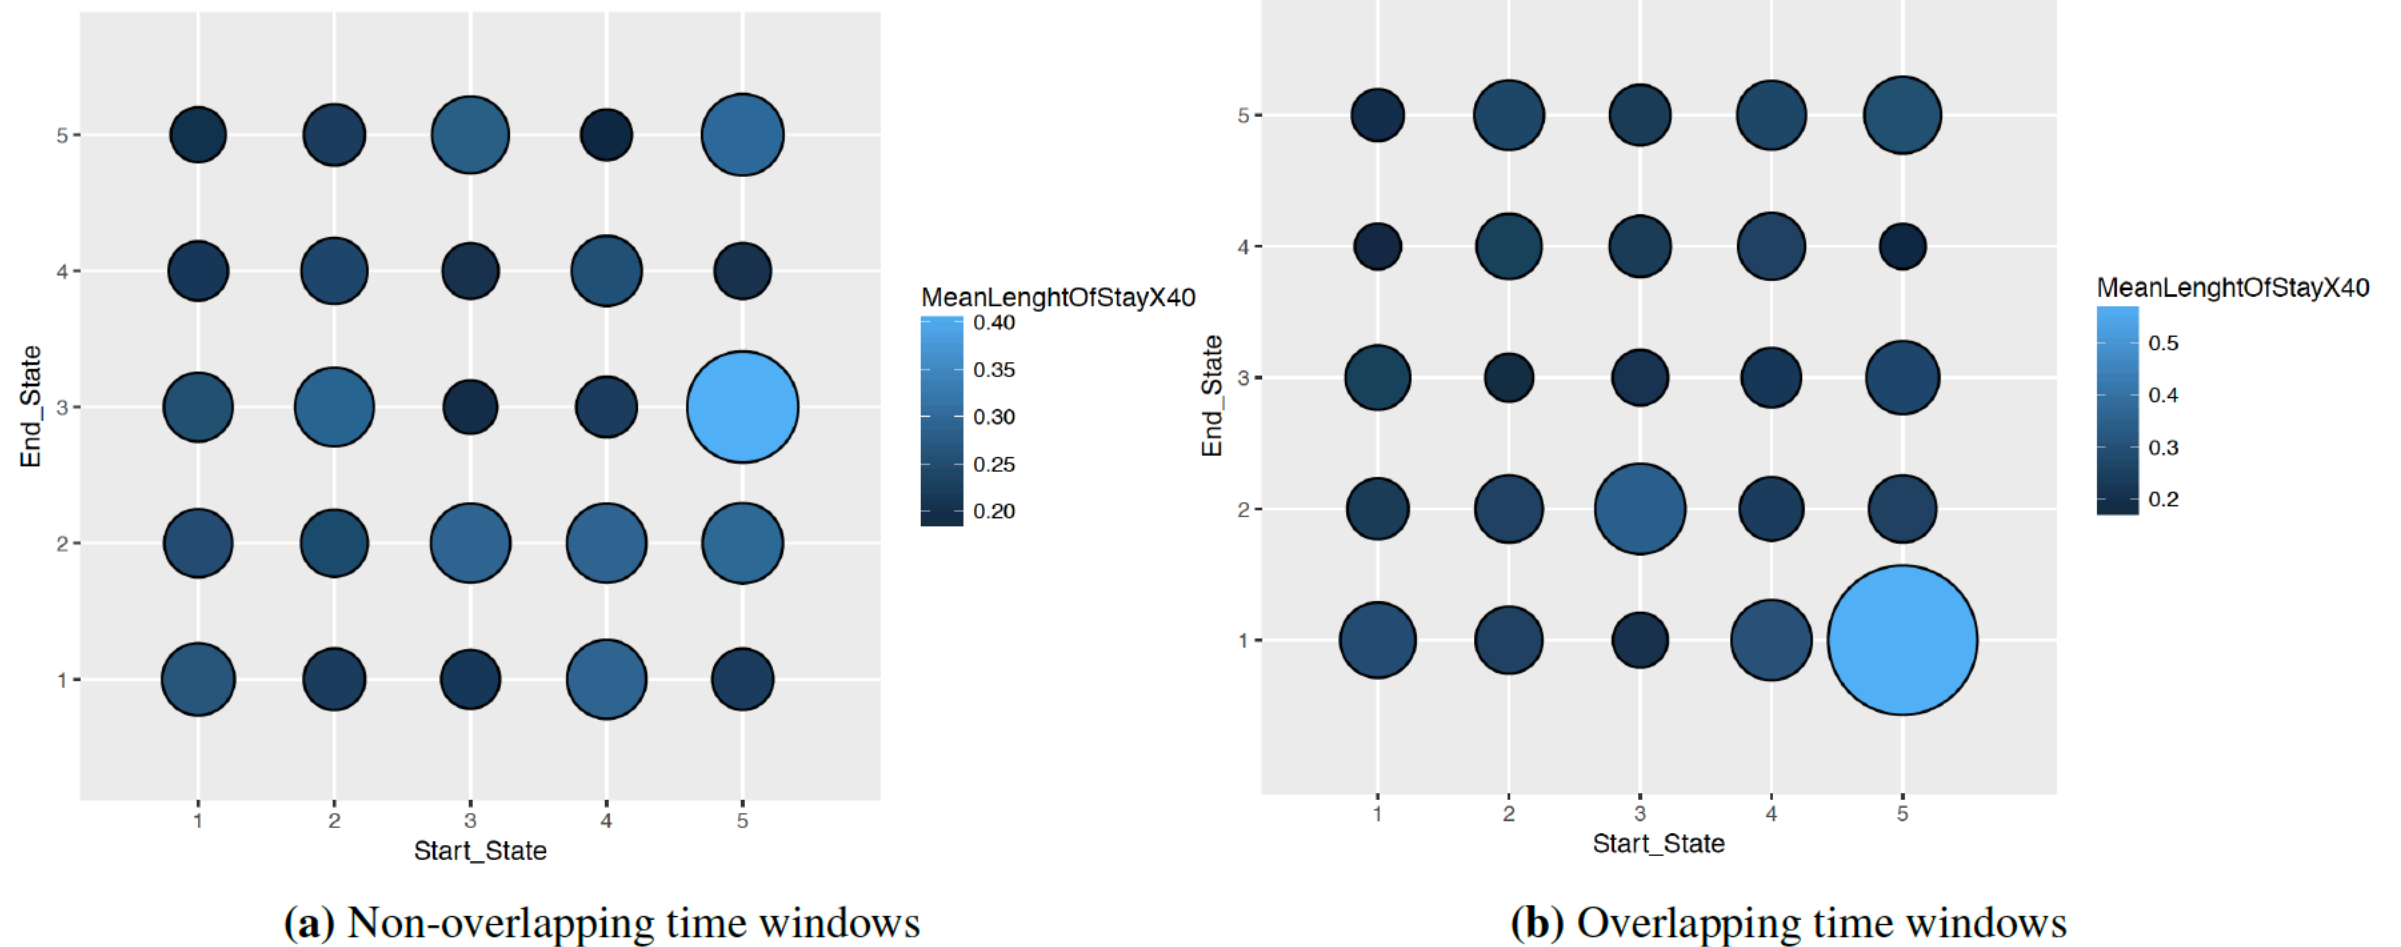 End_State
5
4
3
2
1
1 2 3 4 5
Start_State
MeanLenghtOfStayX40
0.40
0.35
0.30
0.25
0.20
(a) Non-overlapping time windows
End_State
5
4
3
2
1
1 2 3 4 5
Start_State
MeanLenghtOfStayX40
0.5
0.4
0.3
0.2
(b) Overlapping time windows